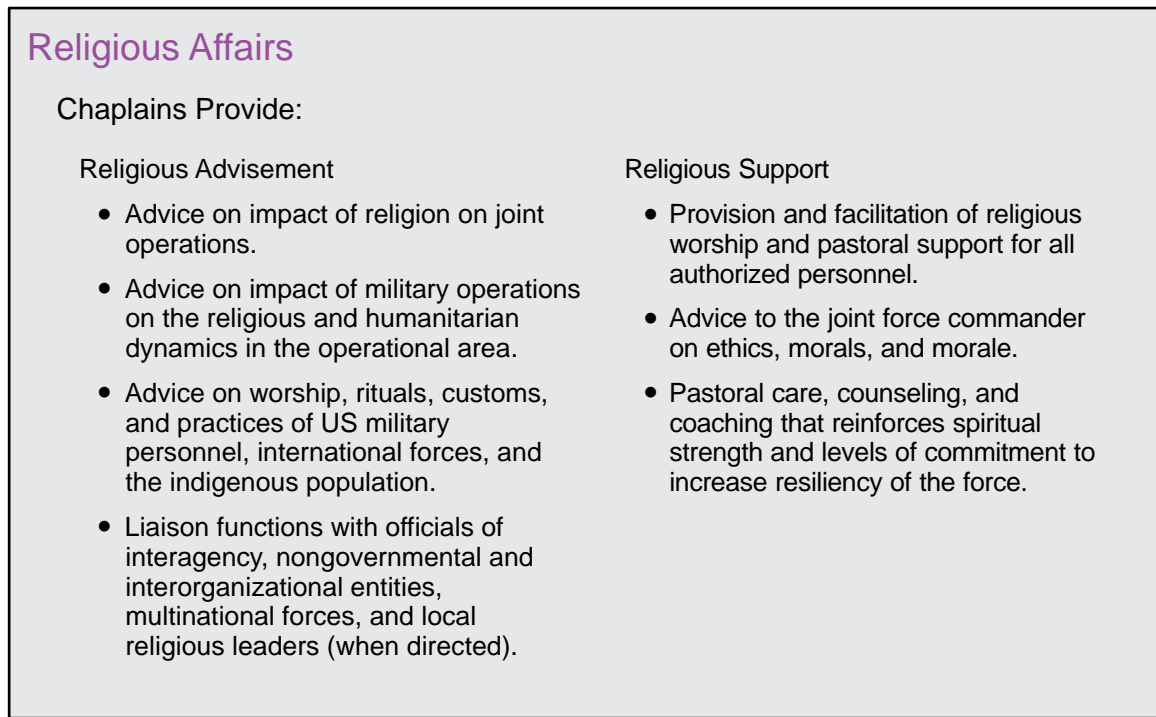 Religious Affairs
Chaplains Provide:
Religious Advisement
• Advice on impact of religion on joint
operations.
• Advice on impact of military operations
on the religious and humanitarian
dynamics in the operational area.
• Advice on worship, rituals, customs,
and practices of US military
personnel, international forces, and
the indigenous population.
• Liaison functions with officials of
interagency, nongovernmental and
interorganizational entities,
multinational forces, and local
religious leaders (when directed).
Religious Support
• Provision and facilitation of religious
worship and pastoral support for all
authorized personnel.
• Advice to the joint force commander
on ethics, morals, and morale.
• Pastoral care, counseling, and
coaching that reinforces spiritual
strength and levels of commitment to
increase resiliency of the force.